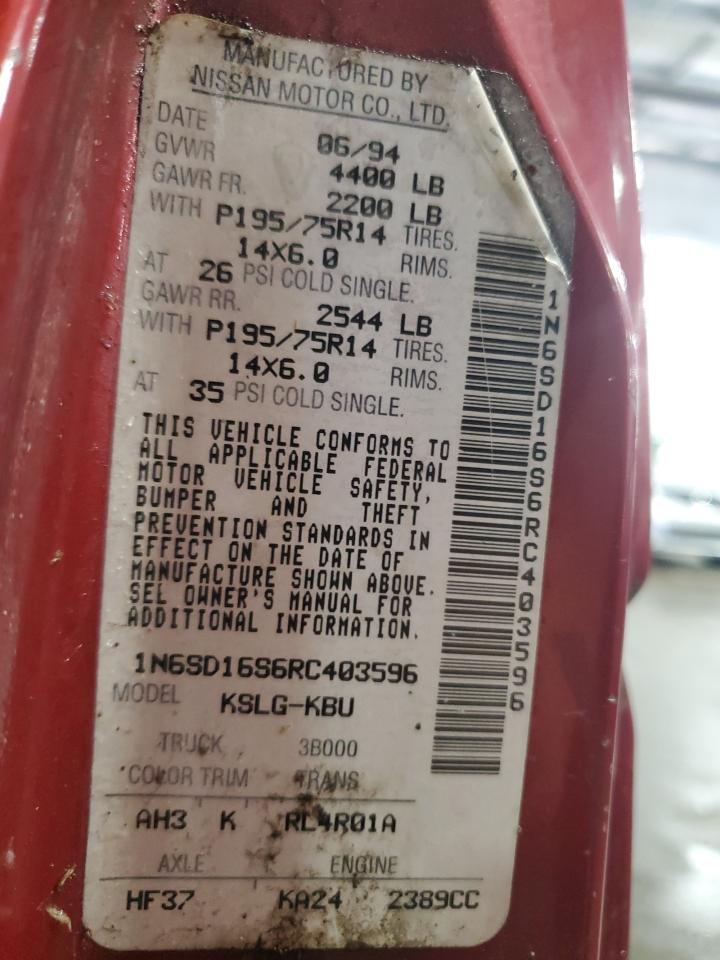 MANUFACTURED BY
NISSAN MOTOR CO., LTD.
DATE 06/94
GVWR 4400 LB
GAWR FR. 2200 LB
WITH P195/75R14 TIRES.
14X6.0 RIMS.
AT 26 PSI COLD SINGLE.
GAWR RR. 2544 LB
WITH P195/75R14 TIRES.
14X6.0 RIMS.
AT 35 PSI COLD SINGLE.
THIS VEHICLE CONFORMS TO
ALL APPLICABLE FEDERAL
MOTOR VEHICLE SAFETY,
BUMPER AND THEFT
PREVENTION STANDARDS IN
EFFECT ON THE DATE OF
MANUFACTURE SHOWN ABOVE.
SEL OWNER'S MANUAL FOR
ADDITIONAL INFORMATION.
1N6SD16S6RC403596
MODEL KSLG-KBU
TRUCK 3B000
COLOR TRIM TRANS
AH3 K RL4R01A
AXLE ENGINE
HF37 KA24 2389CC
1N6SD16S6RC403596